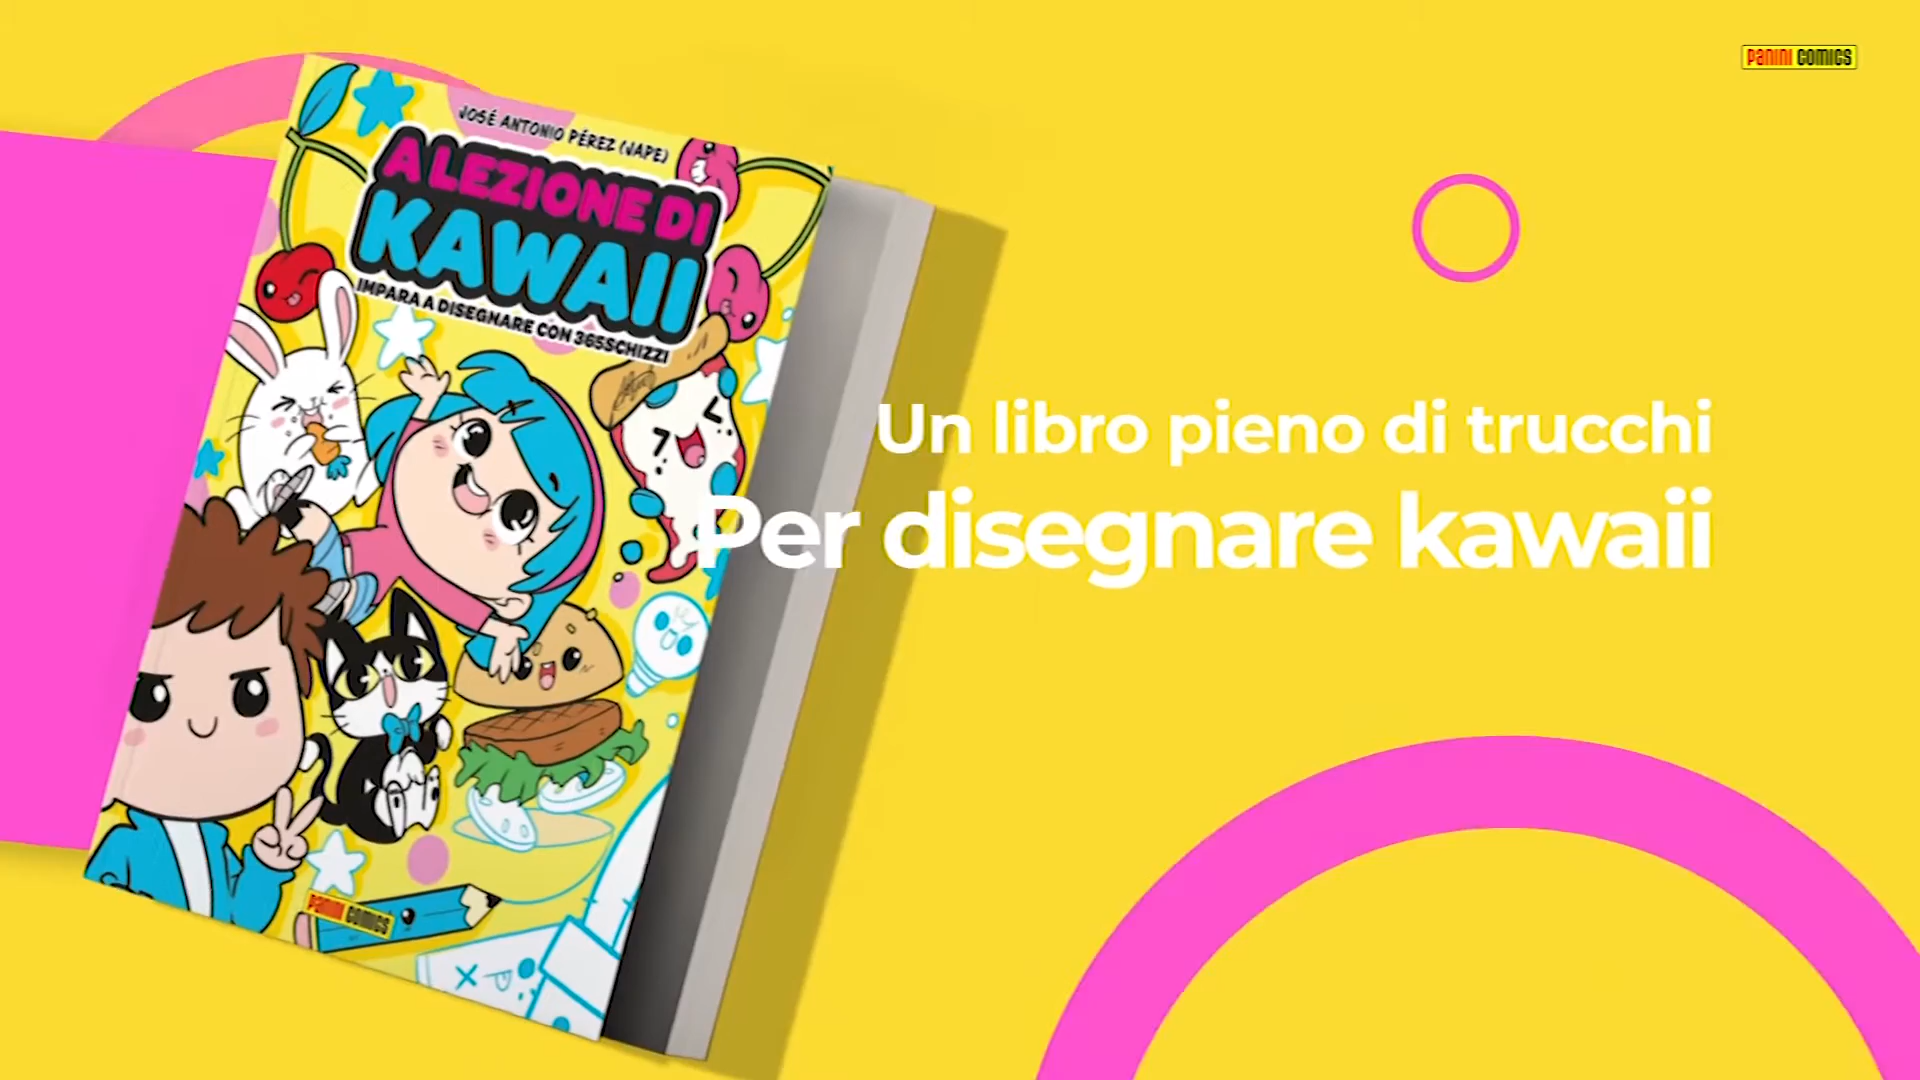 PANINI COMICS
JOSÉ ANTONIO PÉREZ (JAPE)
A LEZIONE DI
KAWAII
IMPARA A DISEGNARE CON 365SCHIZZI
Un libro pieno di trucchi
Per disegnare kawaii
PANINI COMICS